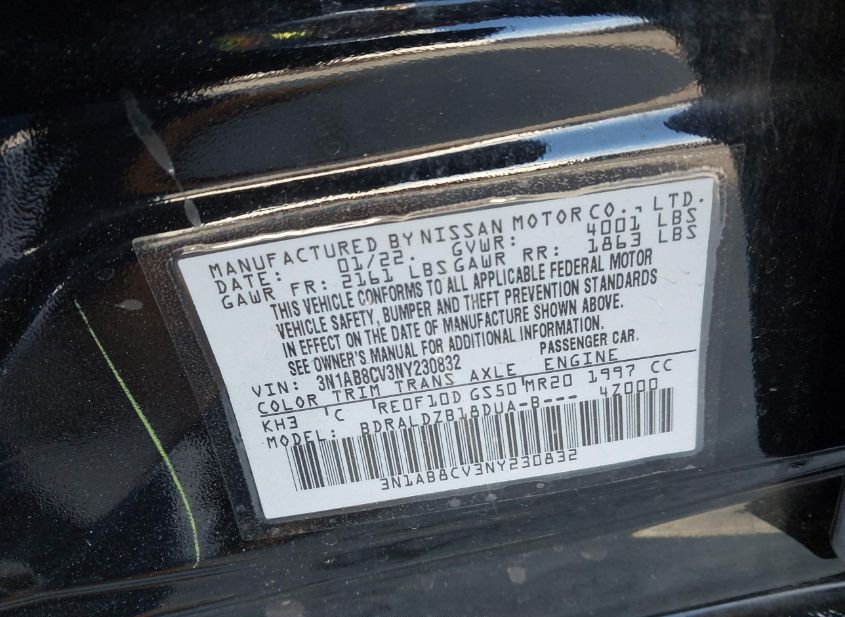 MANUFACTURED BY NISSAN MOTOR CO., LTD.
DATE: 01/22. GVWR: 4001 LBS
GAWR FR: 2161 LBS GAWR RR: 1863 LBS
THIS VEHICLE CONFORMS TO ALL APPLICABLE FEDERAL MOTOR
VEHICLE SAFETY, BUMPER AND THEFT PREVENTION STANDARDS
IN EFFECT ON THE DATE OF MANUFACTURE SHOWN ABOVE.
SEE OWNER'S MANUAL FOR ADDITIONAL INFORMATION.
VIN: 3N1AB8CV3NY230832 PASSENGER CAR.
COLOR TRIM TRANS AXLE ENGINE
KH3 'C RE0F10D GS50 MR20 1997 CC
MODEL: BDRALDZB18DUA-B--- 4Z000
3N1AB8CV3NY230832